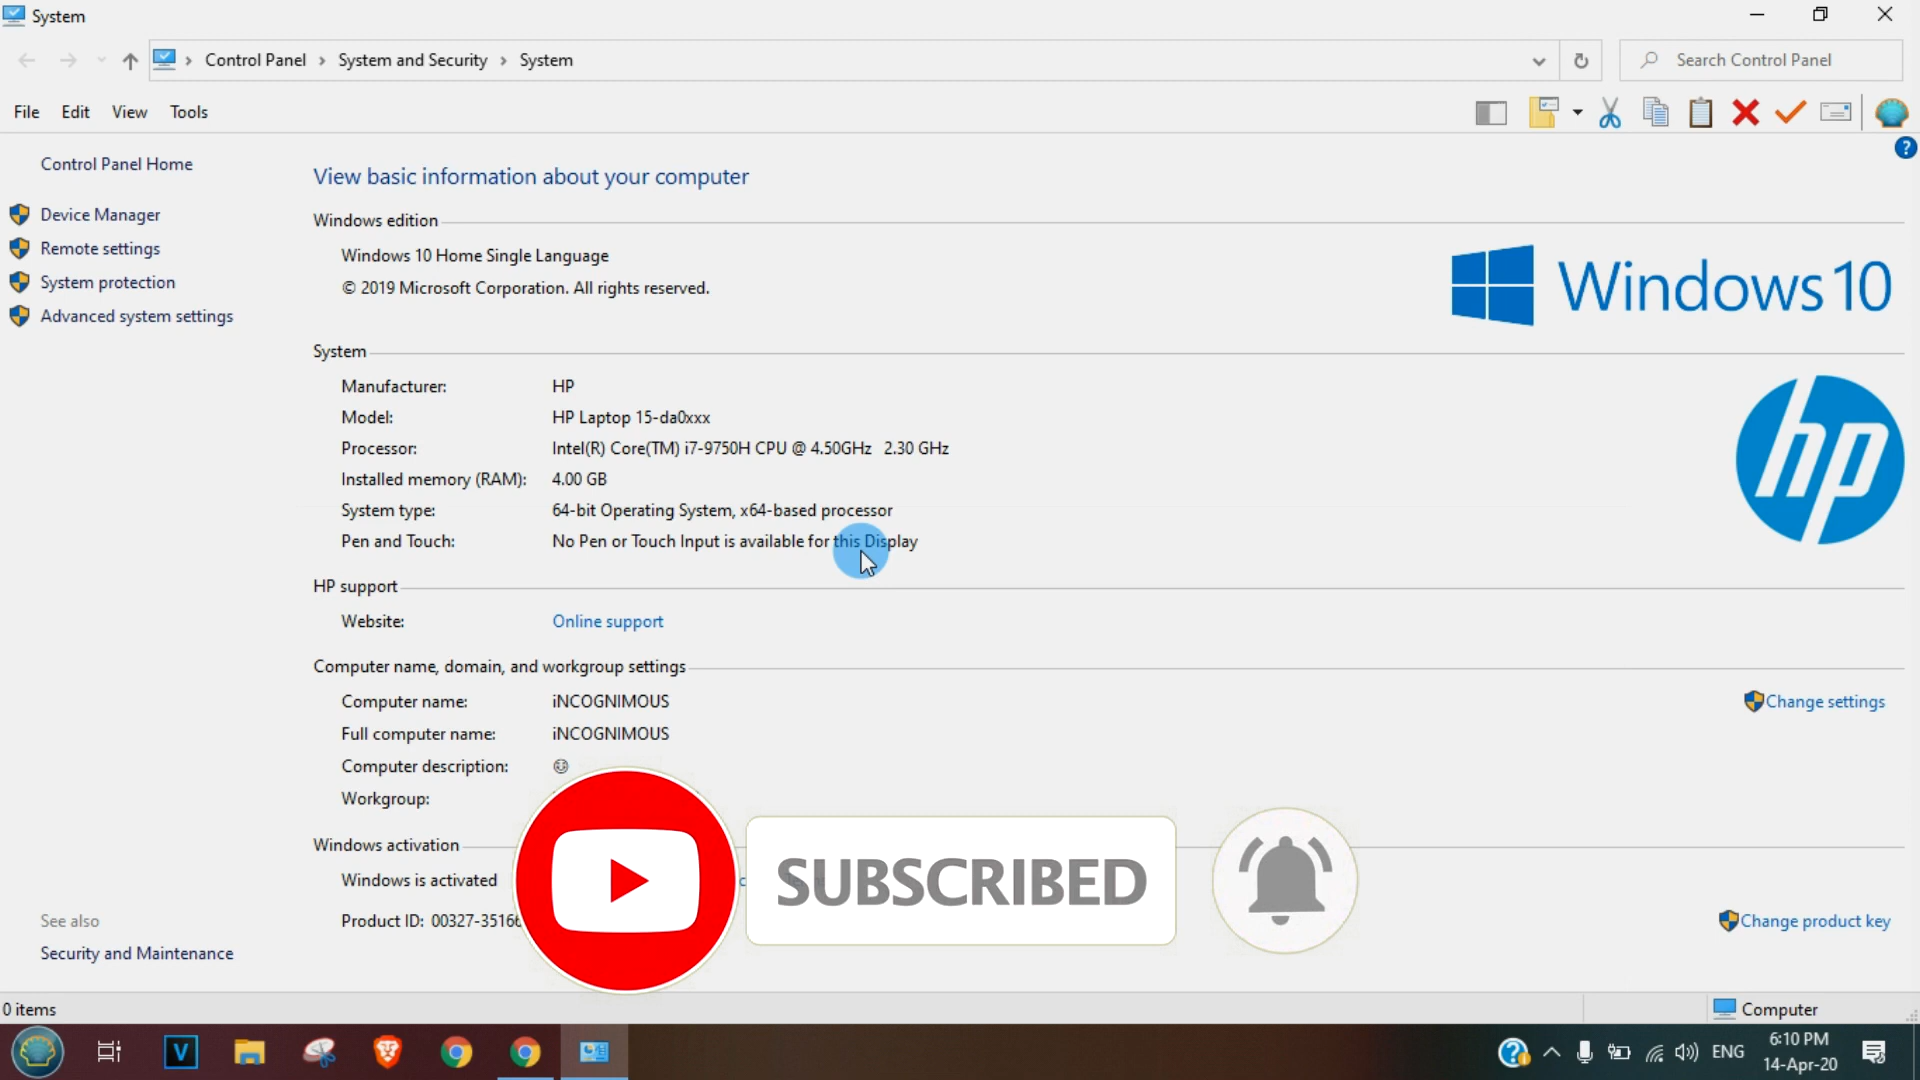 System
Control Panel > System and Security > System
Search Control Panel
File Edit View Tools
Control Panel Home
Device Manager
Remote settings
System protection
Advanced system settings
View basic information about your computer
Windows edition
Windows 10 Home Single Language
© 2019 Microsoft Corporation. All rights reserved.
Windows 10
System
Manufacturer: HP
Model: HP Laptop 15-da0xxx
Processor: Intel(R) Core(TM) i7-9750H CPU @ 4.50GHz 2.30 GHz
Installed memory (RAM): 4.00 GB
System type: 64-bit Operating System, x64-based processor
Pen and Touch: No Pen or Touch Input is available for this Display
hp
HP support
Website: Online support
Computer name, domain, and workgroup settings
Computer name: iNCOGNIMOUS
Change settings
Full computer name: iNCOGNIMOUS
Computer description:
Workgroup:
Windows activation
Windows is activated
SUBSCRIBED
Product ID: 00327-3516
Change product key
See also
Security and Maintenance
0 items
Computer
V
ENG
6:10 PM
14-Apr-20